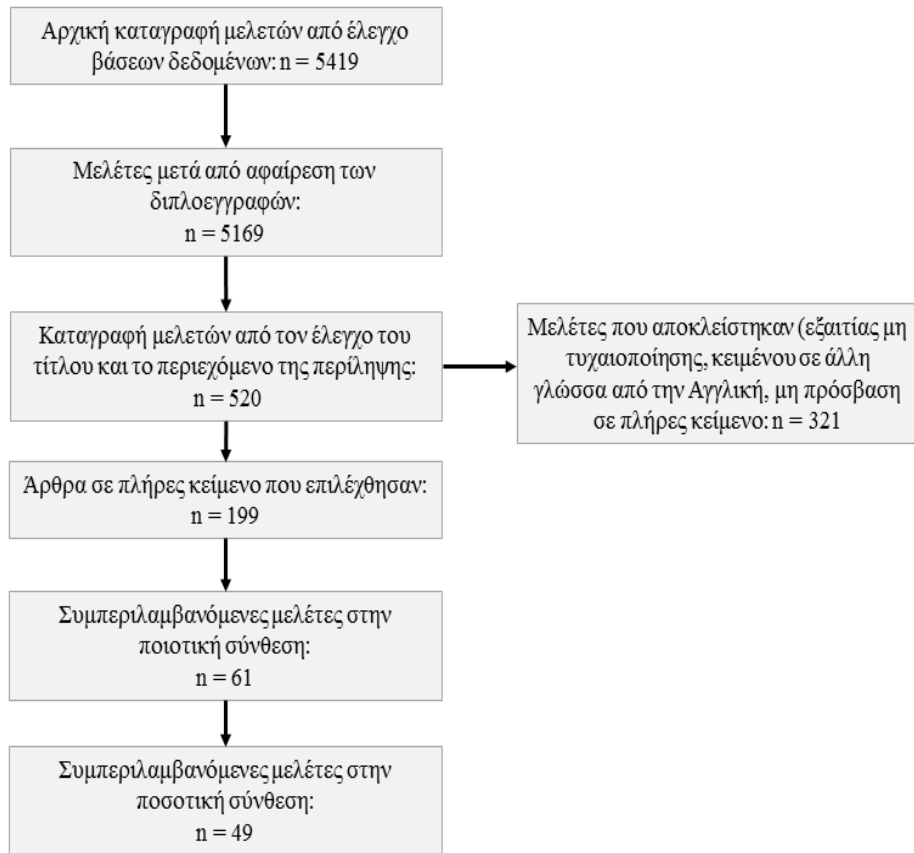 Αρχική καταγραφή μελετών από έλεγχο
βάσεων δεδομένων: n = 5419
Μελέτες μετά από αφαίρεση των
διπλοεγγραφών:
n = 5169
Καταγραφή μελετών από τον έλεγχο του
τίτλου και το περιεχόμενο της περίληψης:
n = 520
Μελέτες που αποκλείστηκαν (εξαιτίας μη
τυχαιοποίησης, κειμένου σε άλλη
γλώσσα από την Αγγλική, μη πρόσβαση
σε πλήρες κείμενο: n = 321
Άρθρα σε πλήρες κείμενο που επιλέχθησαν:
n = 199
Συμπεριλαμβανόμενες μελέτες στην
ποιοτική σύνθεση:
n = 61
Συμπεριλαμβανόμενες μελέτες στην
ποσοτική σύνθεση:
n = 49